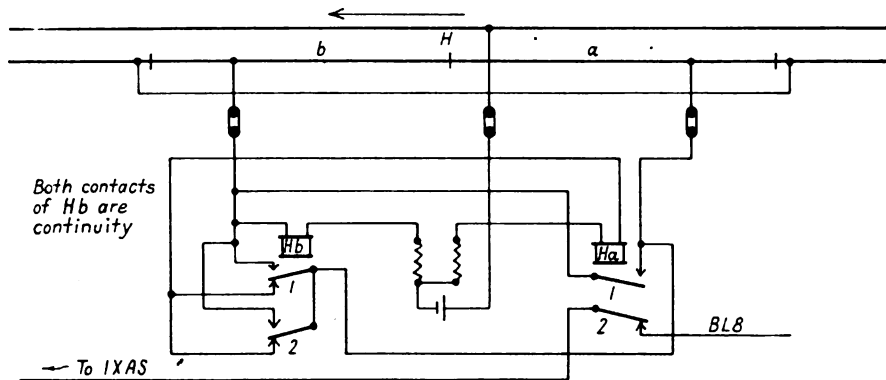 H
b
a
Both contacts
of Hb are
continuity
Hb
Ha
1
1
2
2
BL8
To 1XAS